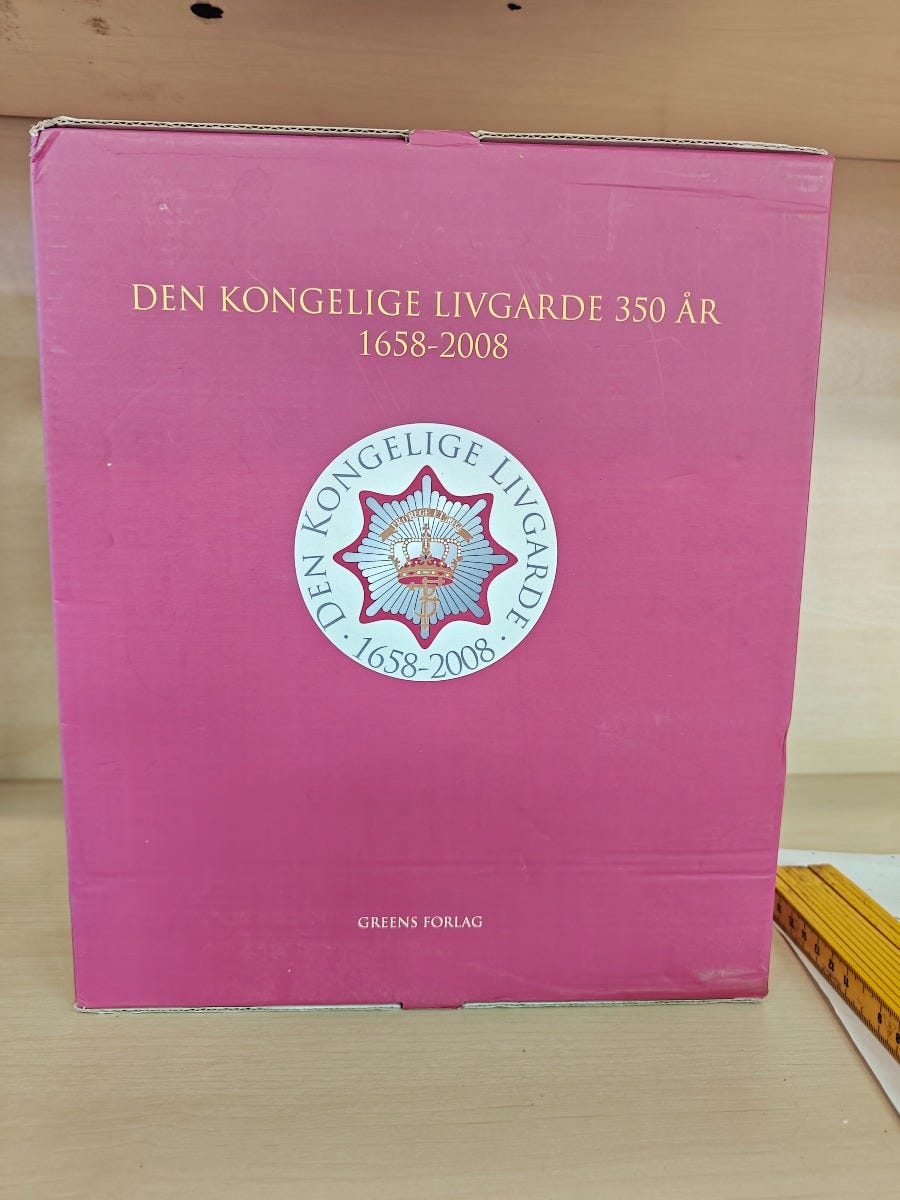 DEN KONGELIGE LIVGARDE 350 ÅR
1658-2008
DEN KONGELIGE LIVGARDE
· 1658-2008 ·
GREENS FORLAG